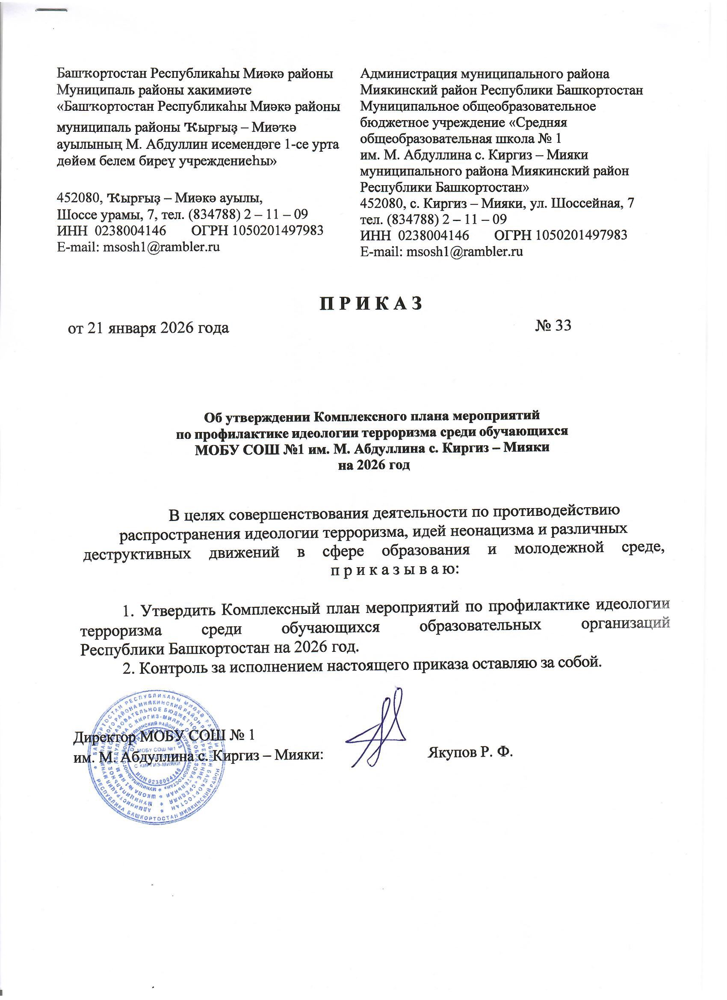 Башҡортостан Республикаһы Миәкә районы
Муниципаль районы хакимиәте
«Башҡортостан Республикаһы Миәкә районы
муниципаль районы Ҡырғыҙ – Миәҡә
ауылының М. Абдуллин исемендәге 1-се урта
дөйөм белем биреү учреждениеһы»
452080, Ҡырғыҙ – Миәкә ауылы,
Шоссе урамы, 7, тел. (834788) 2 – 11 – 09
ИНН 0238004146 ОГРН 1050201497983
E-mail: msosh1@rambler.ru
Администрация муниципального района
Миякинский район Республики Башкортостан
Муниципальное общеобразовательное
бюджетное учреждение «Средняя
общеобразовательная школа № 1
им. М. Абдуллина с. Киргиз – Мияки
муниципального района Миякинский район
Республики Башкортостан»
452080, с. Киргиз – Мияки, ул. Шоссейная, 7
тел. (834788) 2 – 11 – 09
ИНН 0238004146 ОГРН 1050201497983
E-mail: msosh1@rambler.ru
П Р И К А З
от 21 января 2026 года № 33
Об утверждении Комплексного плана мероприятий
по профилактике идеологии терроризма среди обучающихся
МОБУ СОШ №1 им. М. Абдуллина с. Киргиз – Мияки
на 2026 год
В целях совершенствования деятельности по противодействию
распространения идеологии терроризма, идей неонацизма и различных
деструктивных движений в сфере образования и молодежной среде,
п р и к а з ы в а ю:
1. Утвердить Комплексный план мероприятий по профилактике идеологии
терроризма среди обучающихся образовательных организаций
Республики Башкортостан на 2026 год.
2. Контроль за исполнением настоящего приказа оставляю за собой.
Директор МОБУ СОШ № 1
им. М. Абдуллина с. Киргиз – Мияки: Якупов Р. Ф.
МОБУ СОШ №1
С КИРГИЗ-МИЯКИ
ИНН 0238004146
РЕСПУБЛИКА БАШКОРТОСТАН МИЯКИНСКИЙ РАЙОН